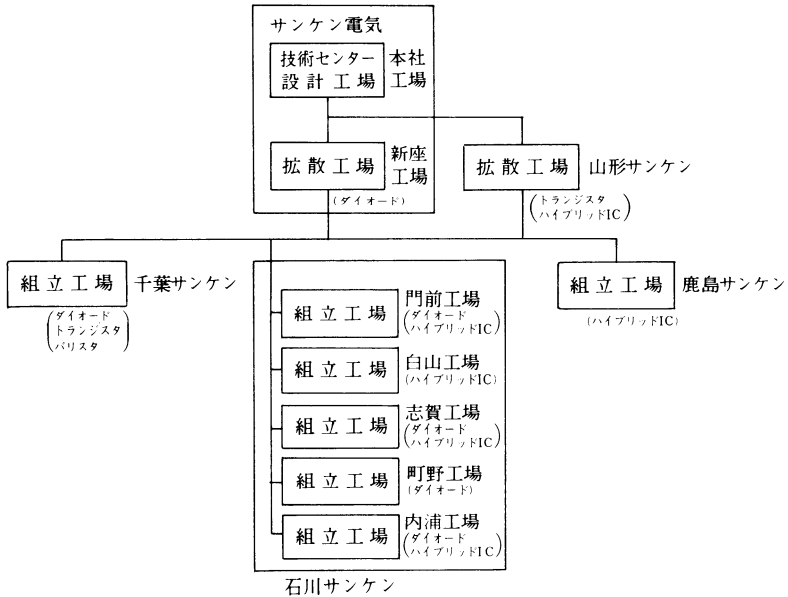 サンケン電気
技術センター
設計工場
本社
工場
拡散工場
新座
工場
(ダイオード)
拡散工場
山形サンケン
(トランジスタ
ハイブリッドIC)
組立工場
千葉サンケン
(ダイオード
トランジスタ
バリスタ)
組立工場
鹿島サンケン
(ハイブリッドIC)
組立工場
門前工場
(ダイオード
ハイブリッドIC)
組立工場
白山工場
(ハイブリッドIC)
組立工場
志賀工場
(ダイオード
ハイブリッドIC)
組立工場
町野工場
(ダイオード)
組立工場
内浦工場
(ダイオード
ハイブリッドIC)
石川サンケン